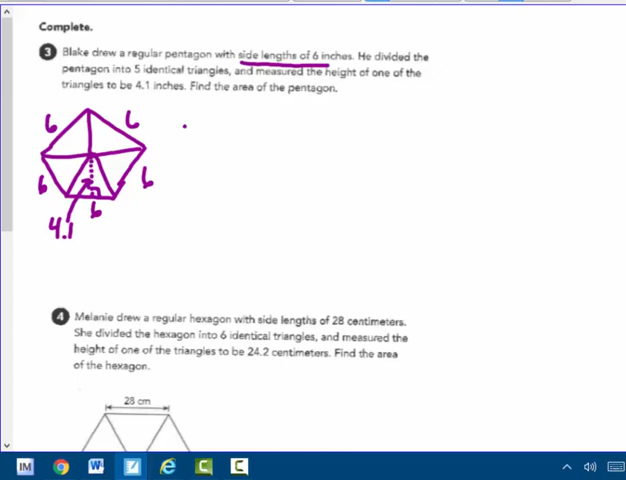 Complete.
3 Blake drew a regular pentagon with side lengths of 6 inches. He divided the
pentagon into 5 identical triangles, and measured the height of one of the
triangles to be 4.1 inches. Find the area of the pentagon.
6 6
6 6
6
4.1
4 Melanie drew a regular hexagon with side lengths of 28 centimeters.
She divided the hexagon into 6 identical triangles, and measured the
height of one of the triangles to be 24.2 centimeters. Find the area
of the hexagon.
28 cm
IM W e C C